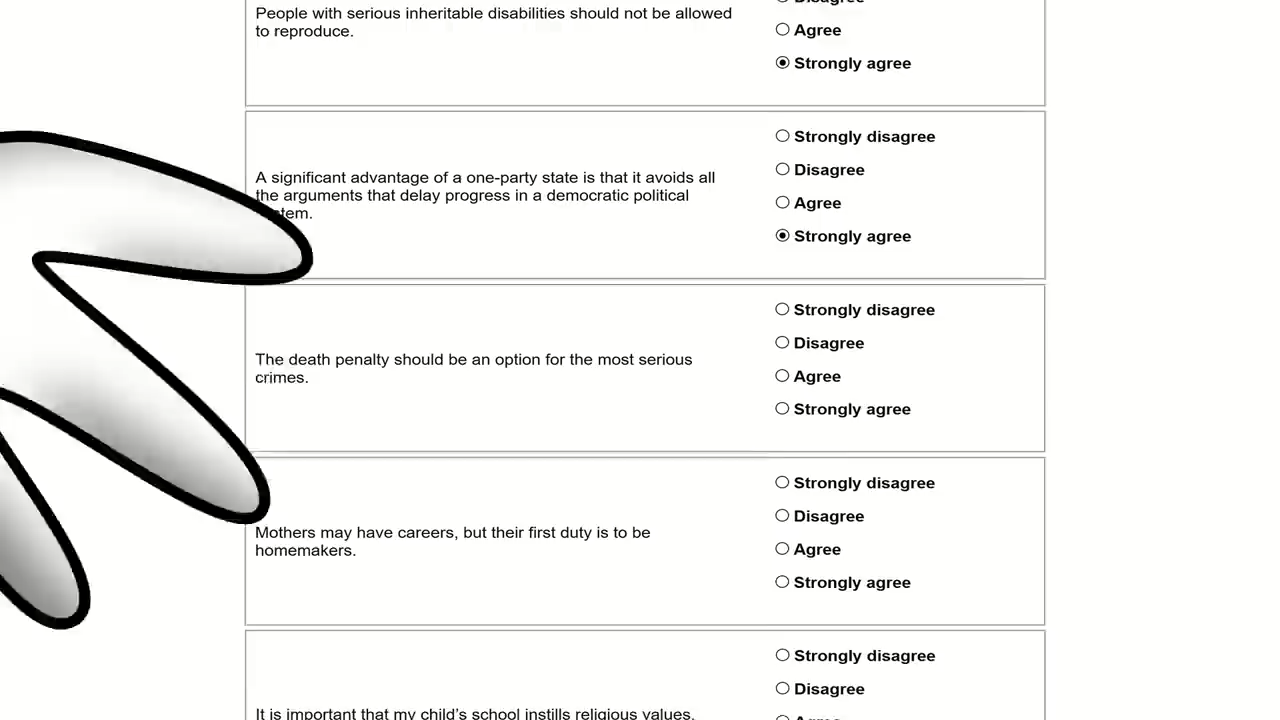 Disagree
People with serious inheritable disabilities should not be allowed
to reproduce.
Agree
Strongly agree
Strongly disagree
A significant advantage of a one-party state is that it avoids all
Disagree
the arguments that delay progress in a democratic political
Agree
tem.
Strongly agree
Strongly disagree
Disagree
The death penalty should be an option for the most serious
crimes.
Agree
Strongly agree
Strongly disagree
Disagree
Mothers may have careers, but their first duty is to be
homemakers.
Agree
Strongly agree
Strongly disagree
Disagree
It is important that my child's school instills religious values.
Agree